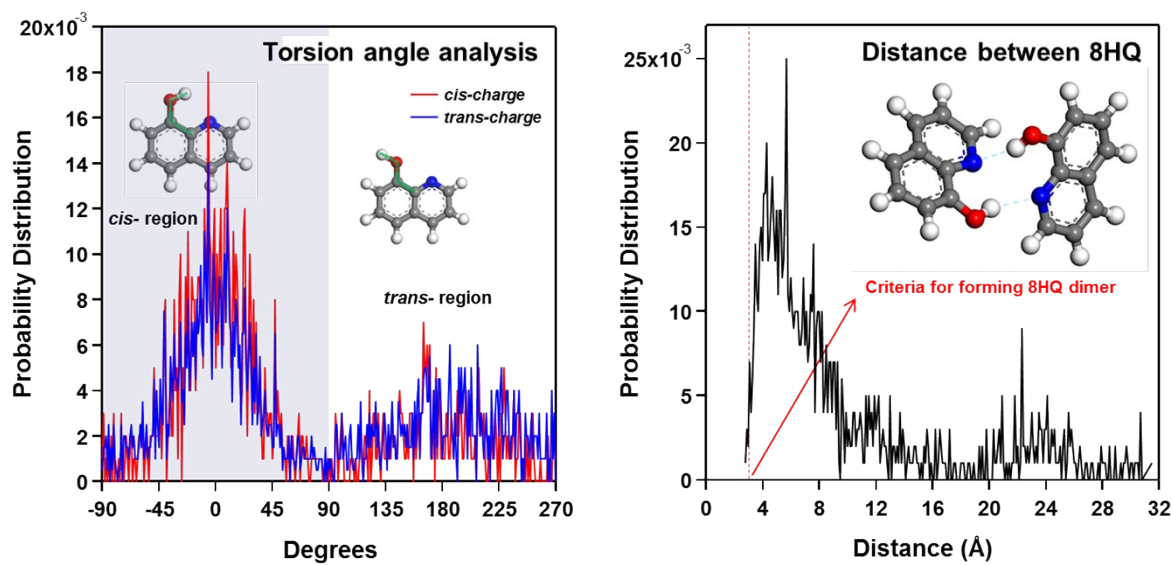 20x10-3
18
16
14
12
10
8
6
4
2
0
Probability Distribution
Torsion angle analysis
cis-charge
trans-charge
cis- region
trans- region
-90 -45 0 45 90 135 180 225 270
Degrees
25x10-3
20
15
10
5
0
Probability Distribution
Distance between 8HQ
Criteria for forming 8HQ dimer
0 4 8 12 16 20 24 28 32
Distance (Å)